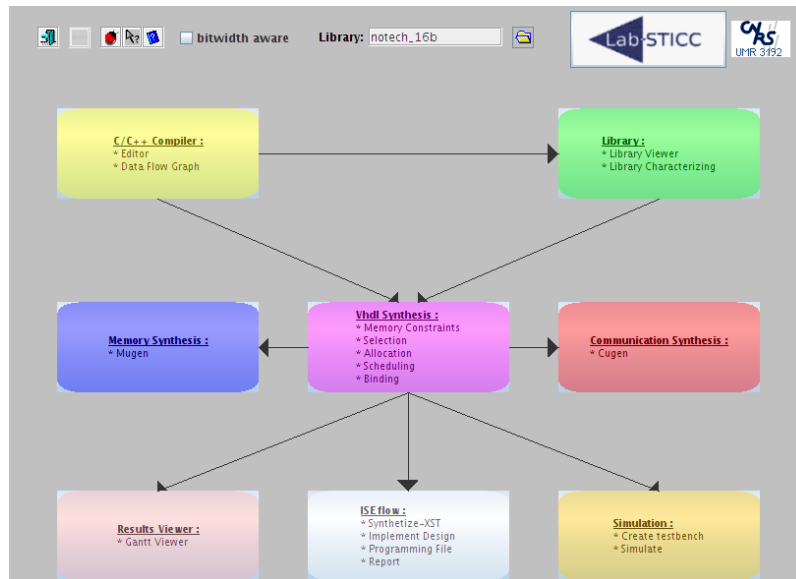 bitwidth aware Library: notech_16b
Lab-STICC
CNRS
UMR 3192
C/C++ Compiler :
* Editor
* Data Flow Graph
Library :
* Library Viewer
* Library Characterizing
Memory Synthesis :
* Mugen
Vhdl Synthesis :
* Memory Constraints
* Selection
* Allocation
* Scheduling
* Binding
Communication Synthesis :
* Cugen
Results Viewer :
* Gantt Viewer
ISE flow :
* Synthetize-XST
* Implement Design
* Programming File
* Report
Simulation :
* Create testbench
* Simulate